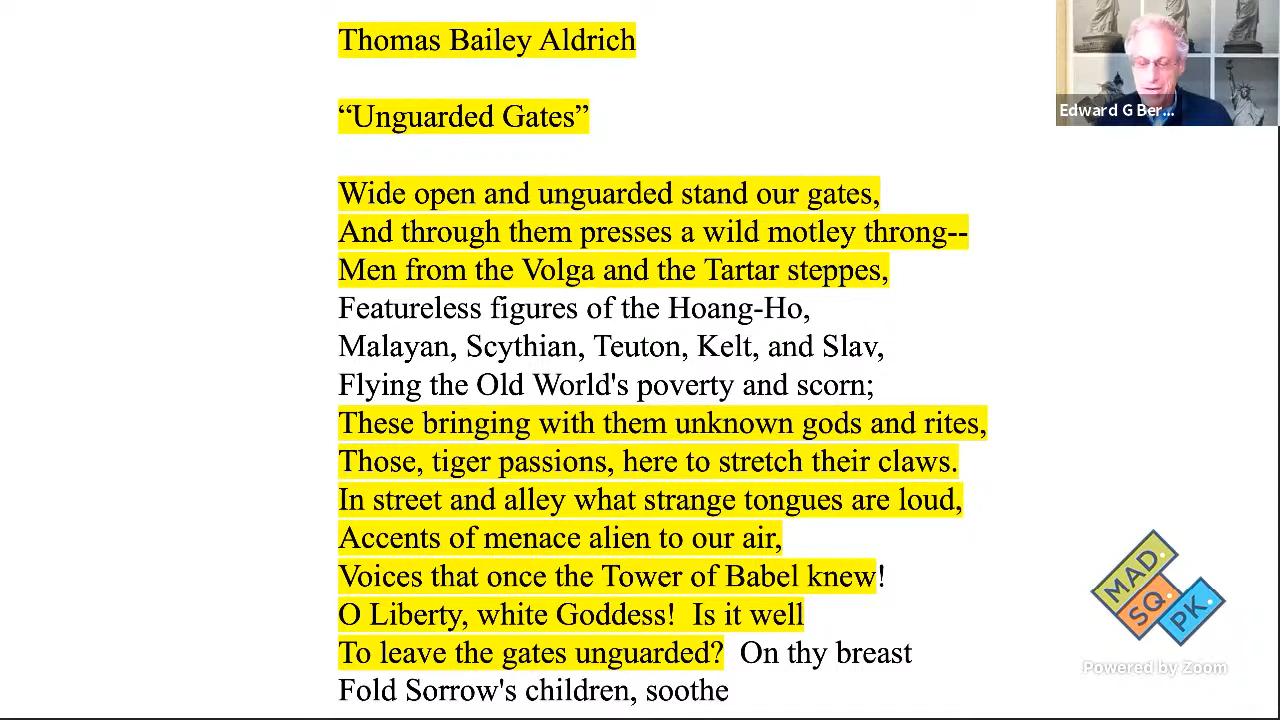 Thomas Bailey Aldrich
“Unguarded Gates”
Wide open and unguarded stand our gates,
And through them presses a wild motley throng--
Men from the Volga and the Tartar steppes,
Featureless figures of the Hoang-Ho,
Malayan, Scythian, Teuton, Kelt, and Slav,
Flying the Old World's poverty and scorn;
These bringing with them unknown gods and rites,
Those, tiger passions, here to stretch their claws.
In street and alley what strange tongues are loud,
Accents of menace alien to our air,
Voices that once the Tower of Babel knew!
O Liberty, white Goddess!  Is it well
To leave the gates unguarded?  On thy breast
Fold Sorrow's children, soothe
Edward G Ber...
MAD.
SQ.
PK.
Powered by Zoom